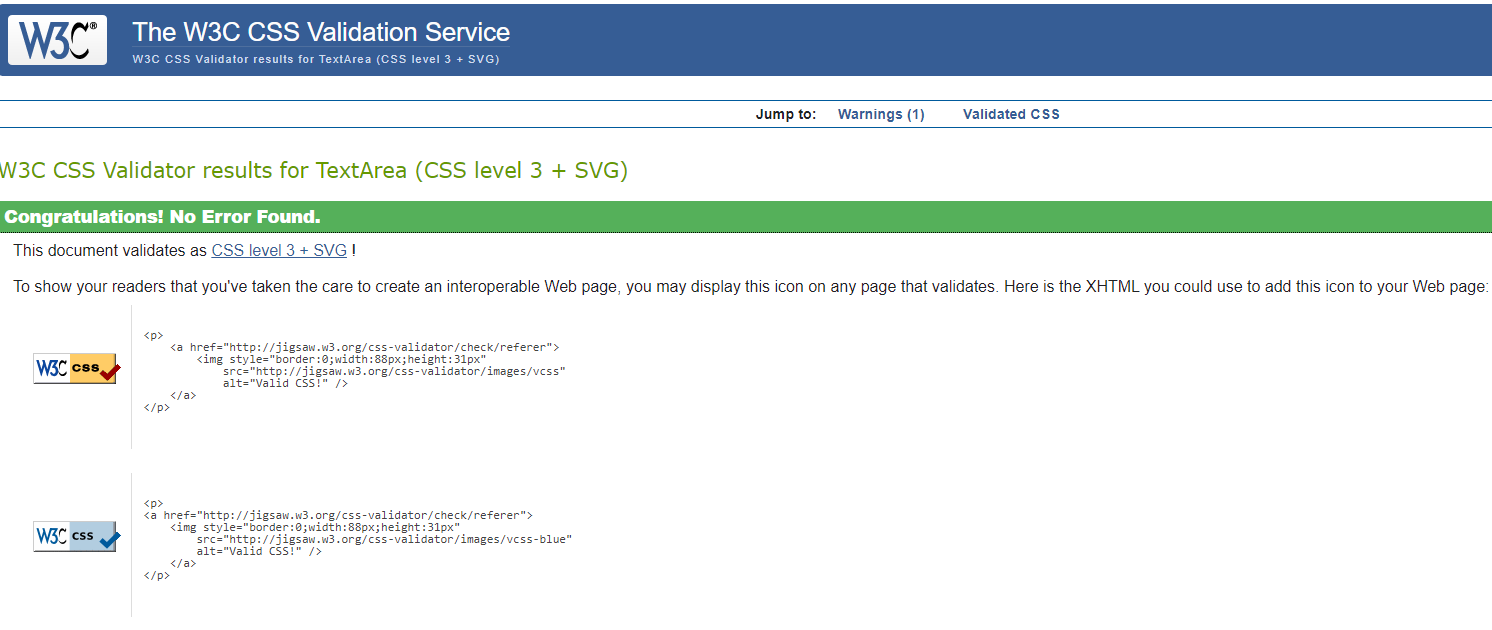 W3C® The W3C CSS Validation Service
W3C CSS Validator results for TextArea (CSS level 3 + SVG)
Jump to: Warnings (1) Validated CSS
W3C CSS Validator results for TextArea (CSS level 3 + SVG)
Congratulations! No Error Found.
This document validates as CSS level 3 + SVG !
To show your readers that you've taken the care to create an interoperable Web page, you may display this icon on any page that validates. Here is the XHTML you could use to add this icon to your Web page:
W3C CSS
<p>
    <a href="http://jigsaw.w3.org/css-validator/check/referer">
        <img style="border:0;width:88px;height:31px"
            src="http://jigsaw.w3.org/css-validator/images/vcss"
            alt="Valid CSS!" />
    </a>
</p>
W3C CSS
<p>
<a href="http://jigsaw.w3.org/css-validator/check/referer">
    <img style="border:0;width:88px;height:31px"
        src="http://jigsaw.w3.org/css-validator/images/vcss-blue"
        alt="Valid CSS!" />
    </a>
</p>